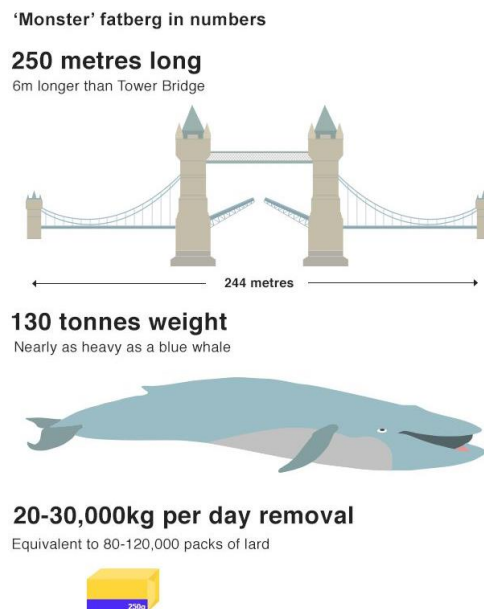 ‘Monster’ fatberg in numbers
250 metres long
6m longer than Tower Bridge
244 metres
130 tonnes weight
Nearly as heavy as a blue whale
20-30,000kg per day removal
Equivalent to 80-120,000 packs of lard
250g